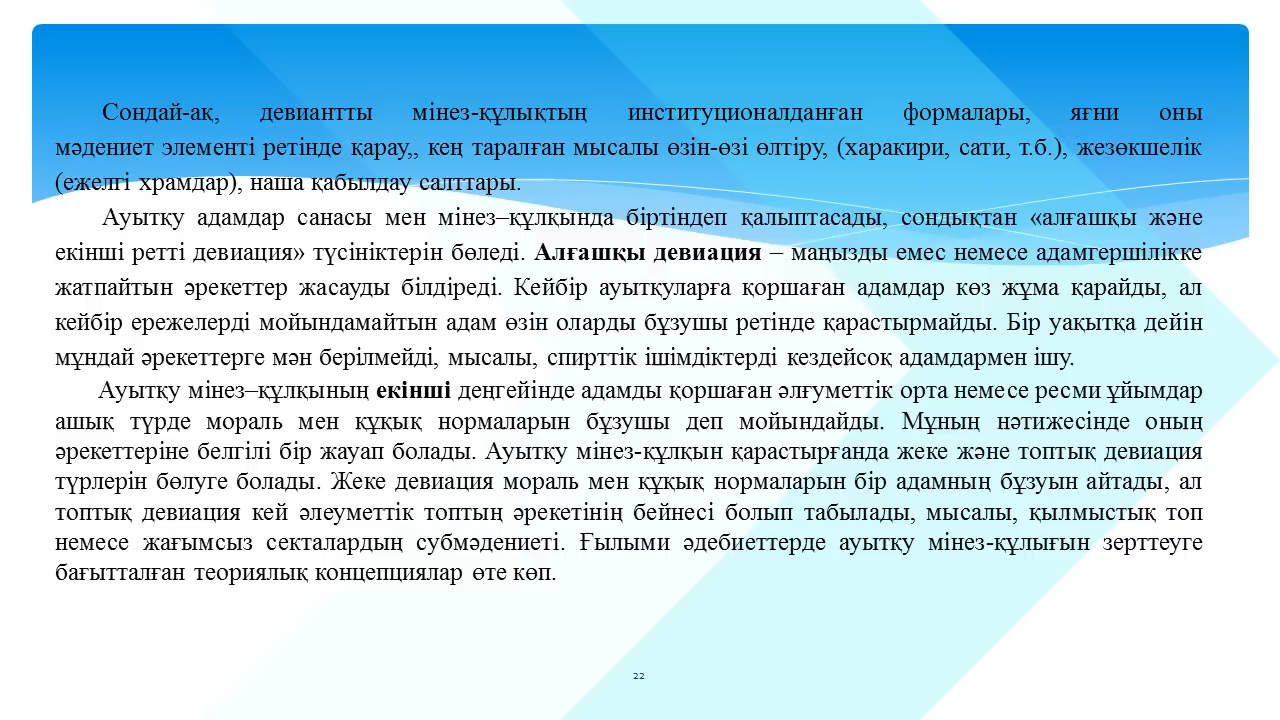 Сондай-ақ, девиантты мінез-құлықтың институционалданған формалары, яғни оны
мәдениет элементі ретінде қарау,, кең таралған мысалы өзін-өзі өлтіру, (харакири, сати, т.б.), жезөкшелік
(ежелгі храмдар), наша қабылдау салттары.
Ауытқу адамдар санасы мен мінез–құлқында біртіндеп қалыптасады, сондықтан «алғашқы және
екінші ретті девиация» түсініктерін бөледі. Алғашқы девиация – маңызды емес немесе адамгершілікке
жатпайтын әрекеттер жасауды білдіреді. Кейбір ауытқуларға қоршаған адамдар көз жұма қарайды, ал
кейбір ережелерді мойындамайтын адам өзін оларды бұзушы ретінде қарастырмайды. Бір уақытқа дейін
мұндай әрекеттерге мән берілмейді, мысалы, спирттік ішімдіктерді кездейсоқ адамдармен ішу.
Ауытқу мінез–құлқының екінші деңгейінде адамды қоршаған әлғуметтік орта немесе ресми ұйымдар
ашық түрде мораль мен құқық нормаларын бұзушы деп мойындайды. Мұның нәтижесінде оның
әрекеттеріне белгілі бір жауап болады. Ауытқу мінез-құлқын қарастырғанда жеке және топтық девиация
түрлерін бөлуге болады. Жеке девиация мораль мен құқық нормаларын бір адамның бұзуын айтады, ал
топтық девиация кей әлеуметтік топтың әрекетінің бейнесі болып табылады, мысалы, қылмыстық топ
немесе жағымсыз секталардың субмәдениеті. Ғылыми әдебиеттерде ауытқу мінез-құлығын зерттеуге
бағытталған теориялық концепциялар өте көп.
22